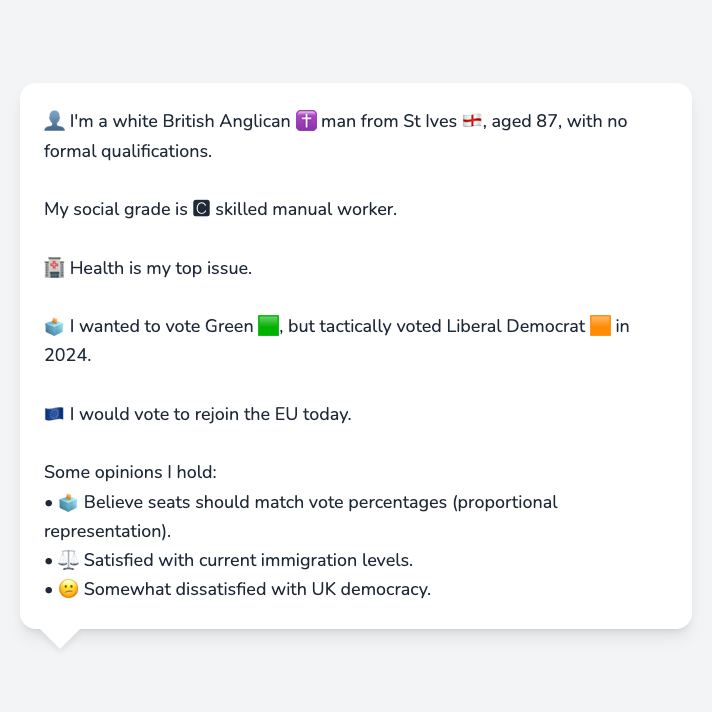 👤 I'm a white British Anglican ✝️ man from St Ives 🏴󠁧󠁢󠁥󠁮󠁧󠁿, aged 87, with no
formal qualifications.
My social grade is 🅲 skilled manual worker.
🏥 Health is my top issue.
🗳️ I wanted to vote Green 🟩, but tactically voted Liberal Democrat 🟧 in
2024.
🇪🇺 I would vote to rejoin the EU today.
Some opinions I hold:
• 🗳️ Believe seats should match vote percentages (proportional
representation).
• ⚖️ Satisfied with current immigration levels.
• 😕 Somewhat dissatisfied with UK democracy.